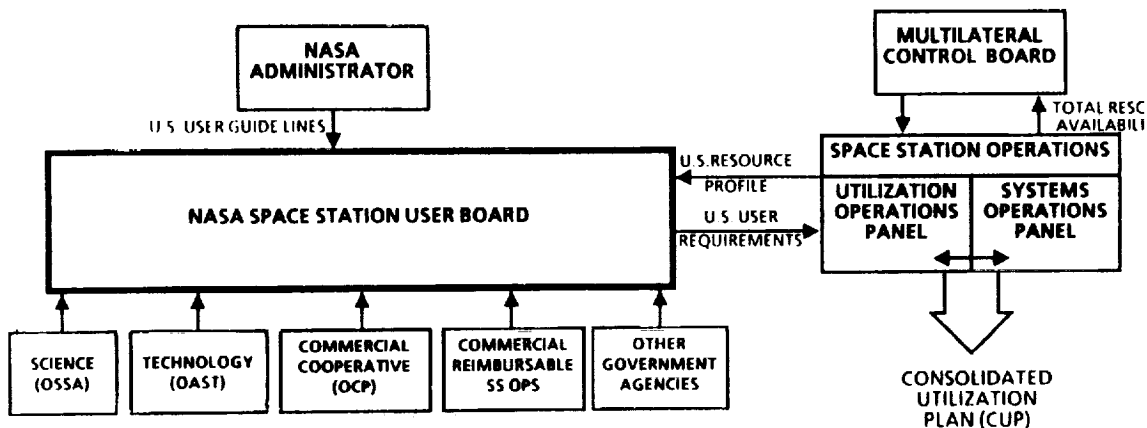 NASA
ADMINISTRATOR
MULTILATERAL
CONTROL BOARD
U.S. USER GUIDE LINES
TOTAL
SPACE STATION OPERATIONS
U.S.RESOURCE
PROFILE
NASA SPACE STATION USER BOARD
UTILIZATION
OPERATIONS
PANEL
SYSTEMS
OPERATIONS
PANEL
U.S. USER
REQUIREMENTS
SCIENCE
(OSSA)
TECHNOLOGY
(OAST)
COMMERCIAL
COOPERATIVE
(OCP)
COMMERCIAL
REIMBURSABLE
SS OPS
OTHER
GOVERNMENT
AGENCIES
CONSOLIDATED
UTILIZATION
PLAN (CUP)